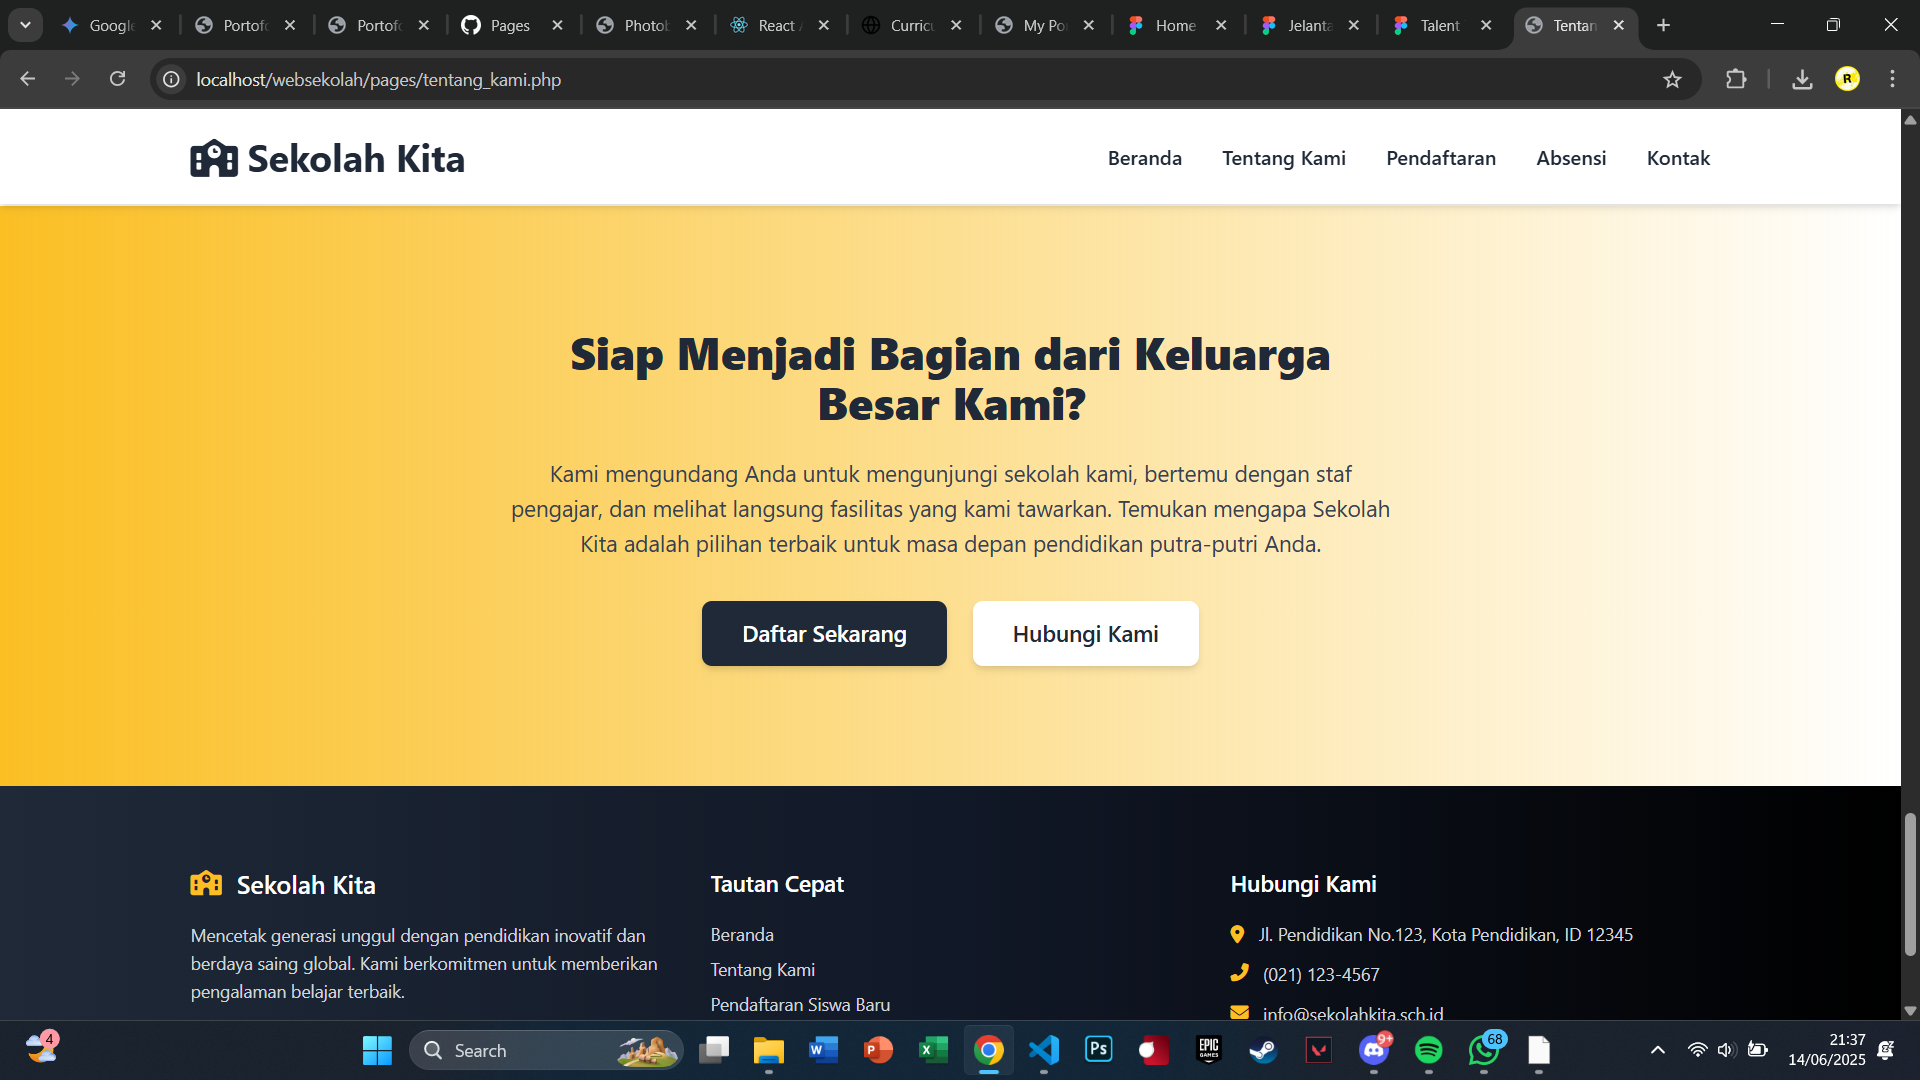 Google
Portofo
Portofo
Pages
Photob
React
Curricu
My Po
Home
Jelanta
Talent
Tentan
localhost/websekolah/pages/tentang_kami.php
R
Sekolah Kita
Beranda
Tentang Kami
Pendaftaran
Absensi
Kontak
Siap Menjadi Bagian dari Keluarga
Besar Kami?
Kami mengundang Anda untuk mengunjungi sekolah kami, bertemu dengan staf
pengajar, dan melihat langsung fasilitas yang kami tawarkan. Temukan mengapa Sekolah
Kita adalah pilihan terbaik untuk masa depan pendidikan putra-putri Anda.
Daftar Sekarang
Hubungi Kami
Sekolah Kita
Mencetak generasi unggul dengan pendidikan inovatif dan
berdaya saing global. Kami berkomitmen untuk memberikan
pengalaman belajar terbaik.
Tautan Cepat
Beranda
Tentang Kami
Pendaftaran Siswa Baru
Hubungi Kami
Jl. Pendidikan No.123, Kota Pendidikan, ID 12345
(021) 123-4567
info@sekolahkita.sch.id
4
Search
W
P
X
Ps
EPIC
GAMES
9+
68
21:37
14/06/2025